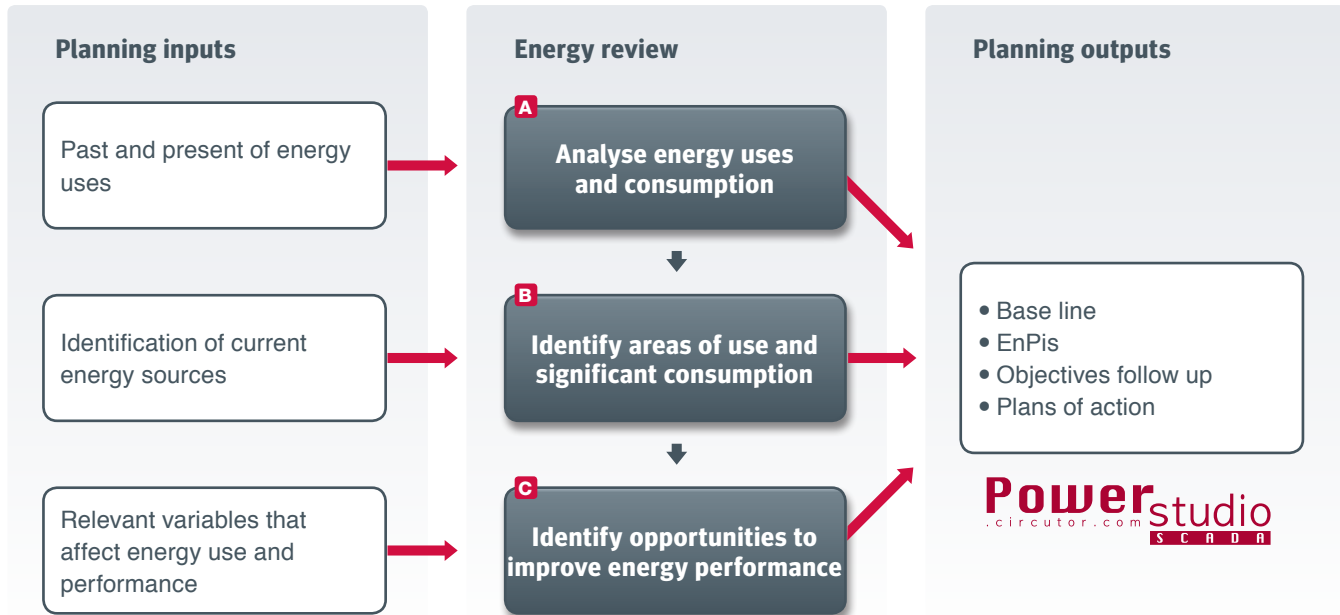 Planning inputs
Past and present of energy
uses
Identification of current
energy sources
Relevant variables that
affect energy use and
performance
Energy review
A
Analyse energy uses
and consumption
B
Identify areas of use and
significant consumption
C
Identify opportunities to
improve energy performance
Planning outputs
• Base line
• EnPis
• Objectives follow up
• Plans of action
Power studio
.circutor.com
SCADA